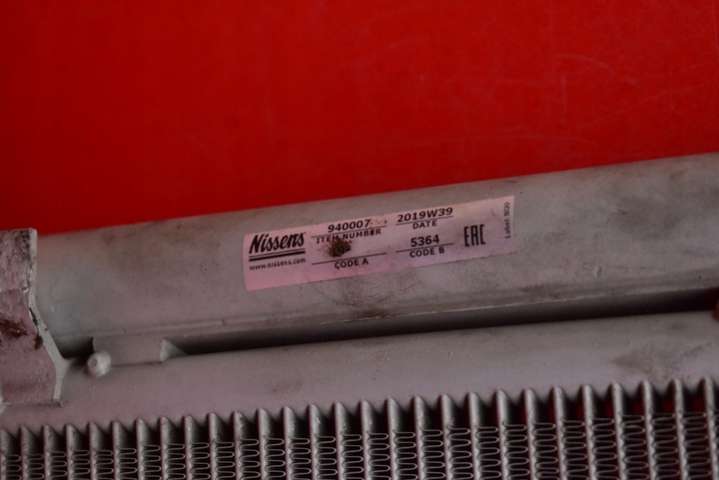 Nissens
www.nissens.com
940007
ITEM NUMBER
2019W39
DATE
CODE A
5364
CODE B
EAC